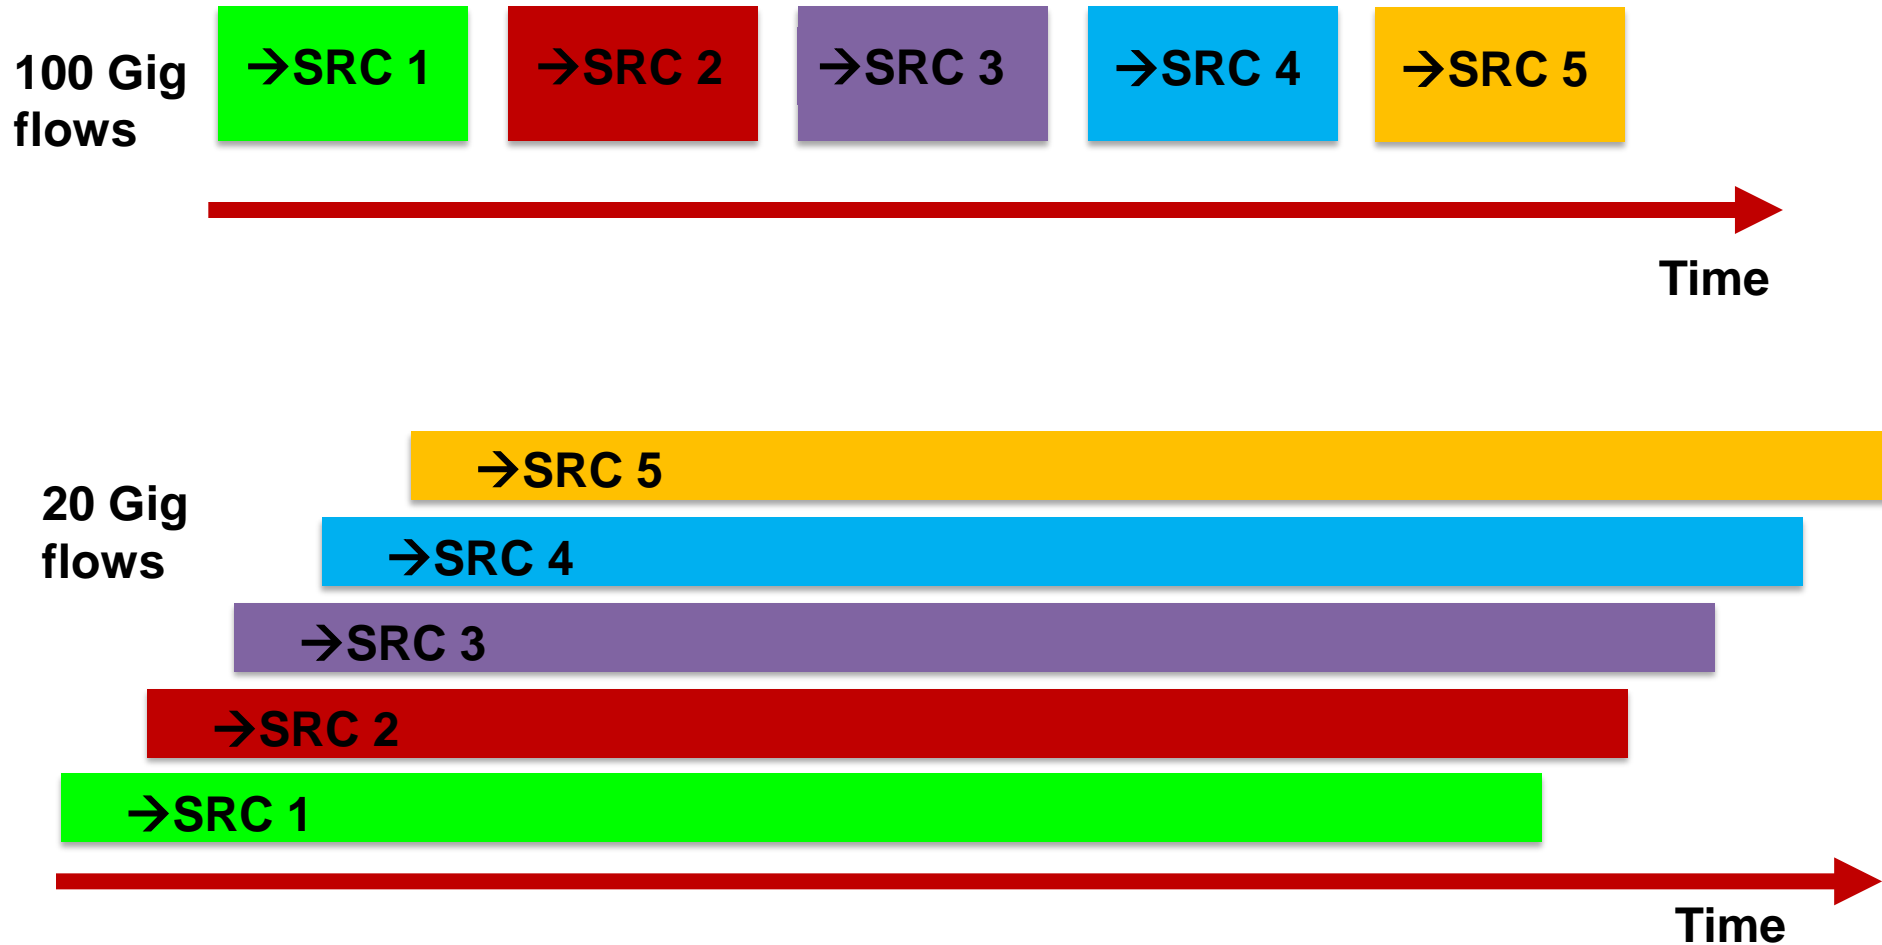 100 Gig
flows
→SRC 1
→SRC 2
→SRC 3
→SRC 4
→SRC 5
Time
20 Gig
flows
→SRC 5
→SRC 4
→SRC 3
→SRC 2
→SRC 1
Time